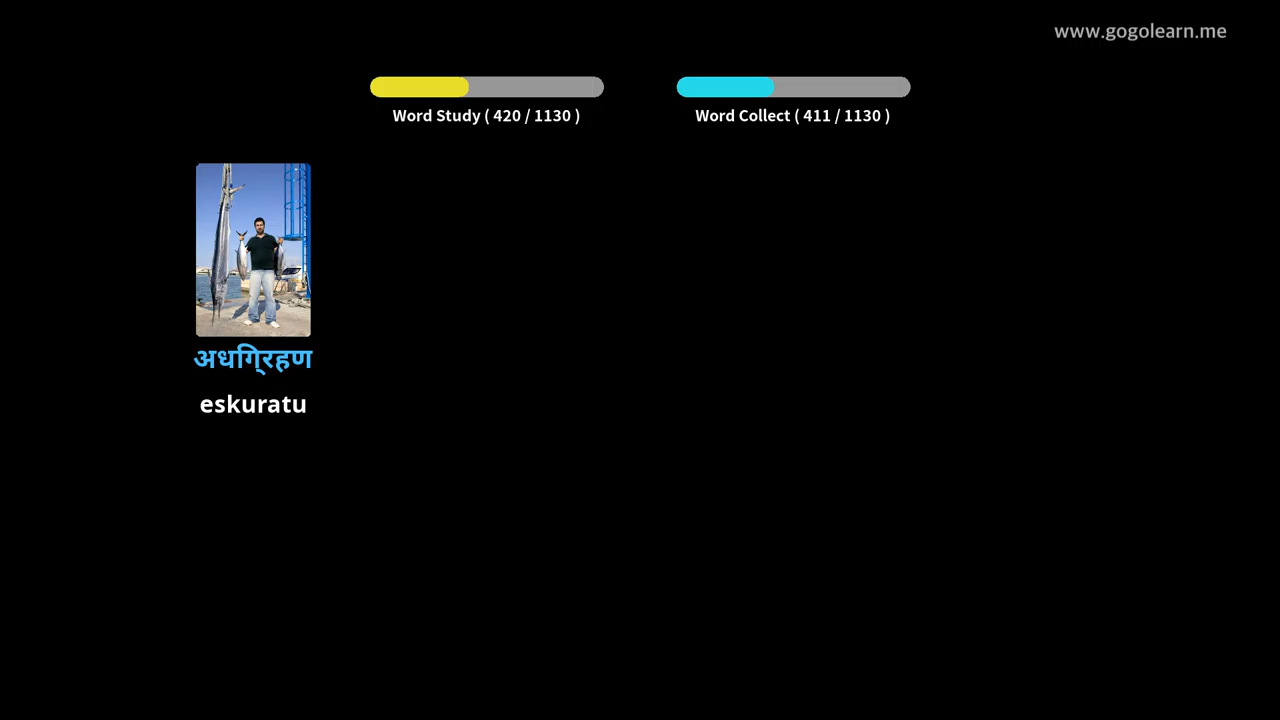 www.gogolearn.me
Word Study ( 420 / 1130 )
Word Collect ( 411 / 1130 )
अधिग्रहण
eskuratu